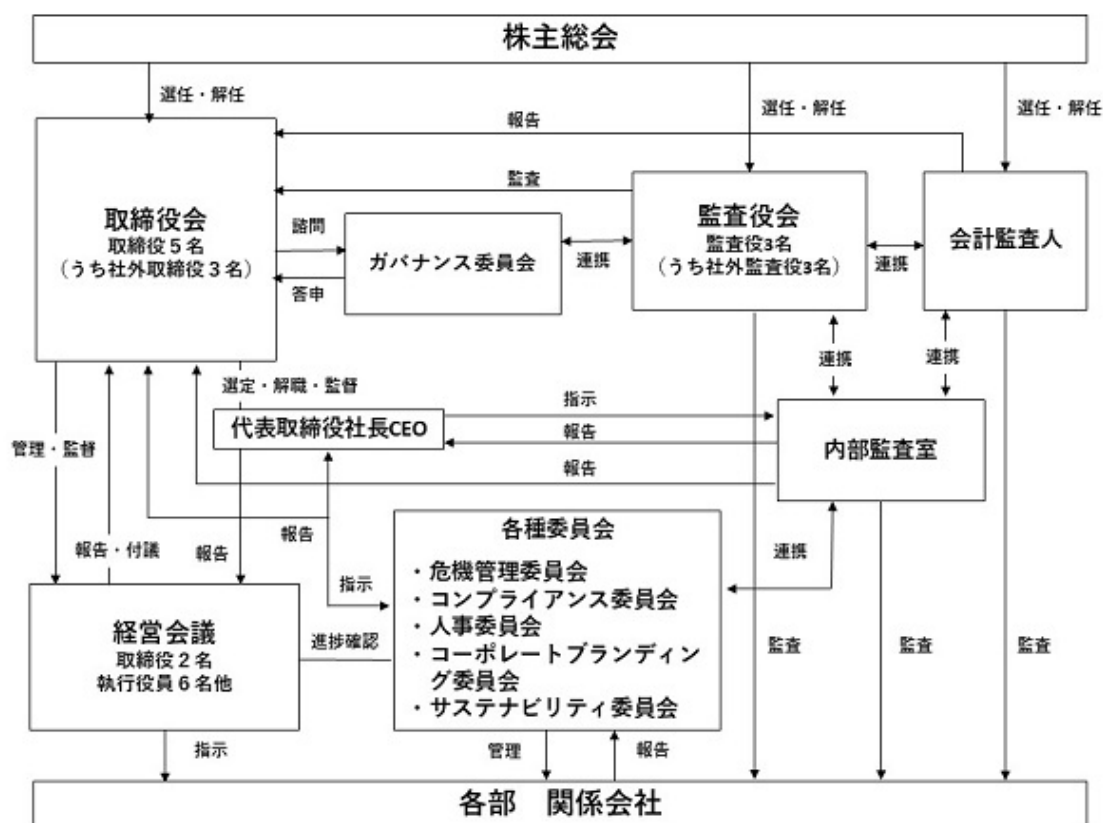 株主総会
選任・解任
選任・解任
選任・解任
報告
監査
取締役会
取締役５名
（うち社外取締役３名）
諮問
答申
ガバナンス委員会
連携
監査役会
監査役3名
（うち社外監査役3名）
連携
会計監査人
連携
連携
選定・解職・監督
代表取締役社長CEO
指示
報告
報告
内部監査室
管理・監督
報告・付議
報告
報告
指示
各種委員会
・危機管理委員会
・コンプライアンス委員会
・人事委員会
・コーポレートブランディン
グ委員会
・サステナビリティ委員会
連携
経営会議
取締役２名
執行役員６名他
進捗確認
監査
監査
監査
指示
管理
報告
各部　関係会社